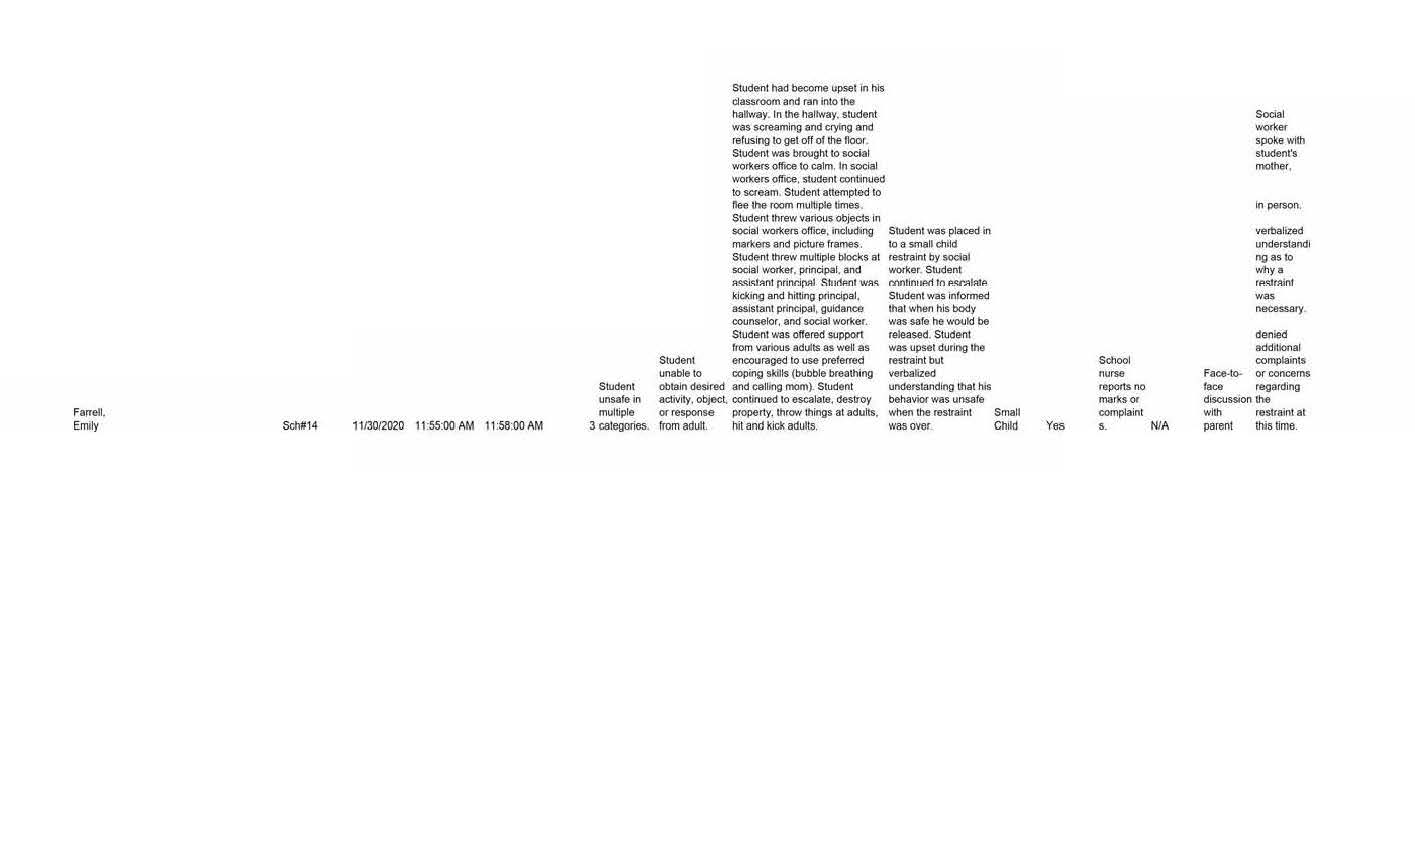 Farrell,
Emily
Sch#14
11/30/2020
11:55:00 AM
11:58:00 AM
3
Student
unsafe in
multiple
categories.
Student
unable to
obtain desired
activity, object,
or response
from adult.
Student had become upset in his
classroom and ran into the
hallway. In the hallway, student
was screaming and crying and
refusing to get off of the floor.
Student was brought to social
workers office to calm. In social
workers office, student continued
to scream. Student attempted to
flee the room multiple times.
Student threw various objects in
social workers office, including
markers and picture frames.
Student threw multiple blocks at
social worker, principal, and
assistant principal. Student was
kicking and hitting principal,
assistant principal, guidance
counselor, and social worker.
Student was offered support
from various adults as well as
encouraged to use preferred
coping skills (bubble breathing
and calling mom). Student
continued to escalate, destroy
property, throw things at adults,
hit and kick adults.
Student was placed in
to a small child
restraint by social
worker. Student
continued to escalate.
Student was informed
that when his body
was safe he would be
released. Student
was upset during the
restraint but
verbalized
understanding that his
behavior was unsafe
when the restraint
was over.
Small
Child
Yes
School
nurse
reports no
marks or
complaint
s.
N/A
Face-to-
face
discussion
with
parent
Social
worker
spoke with
student's
mother,
in person.
verbalized
understandi
ng as to
why a
restraint
was
necessary.
denied
additional
complaints
or concerns
regarding
the
restraint at
this time.